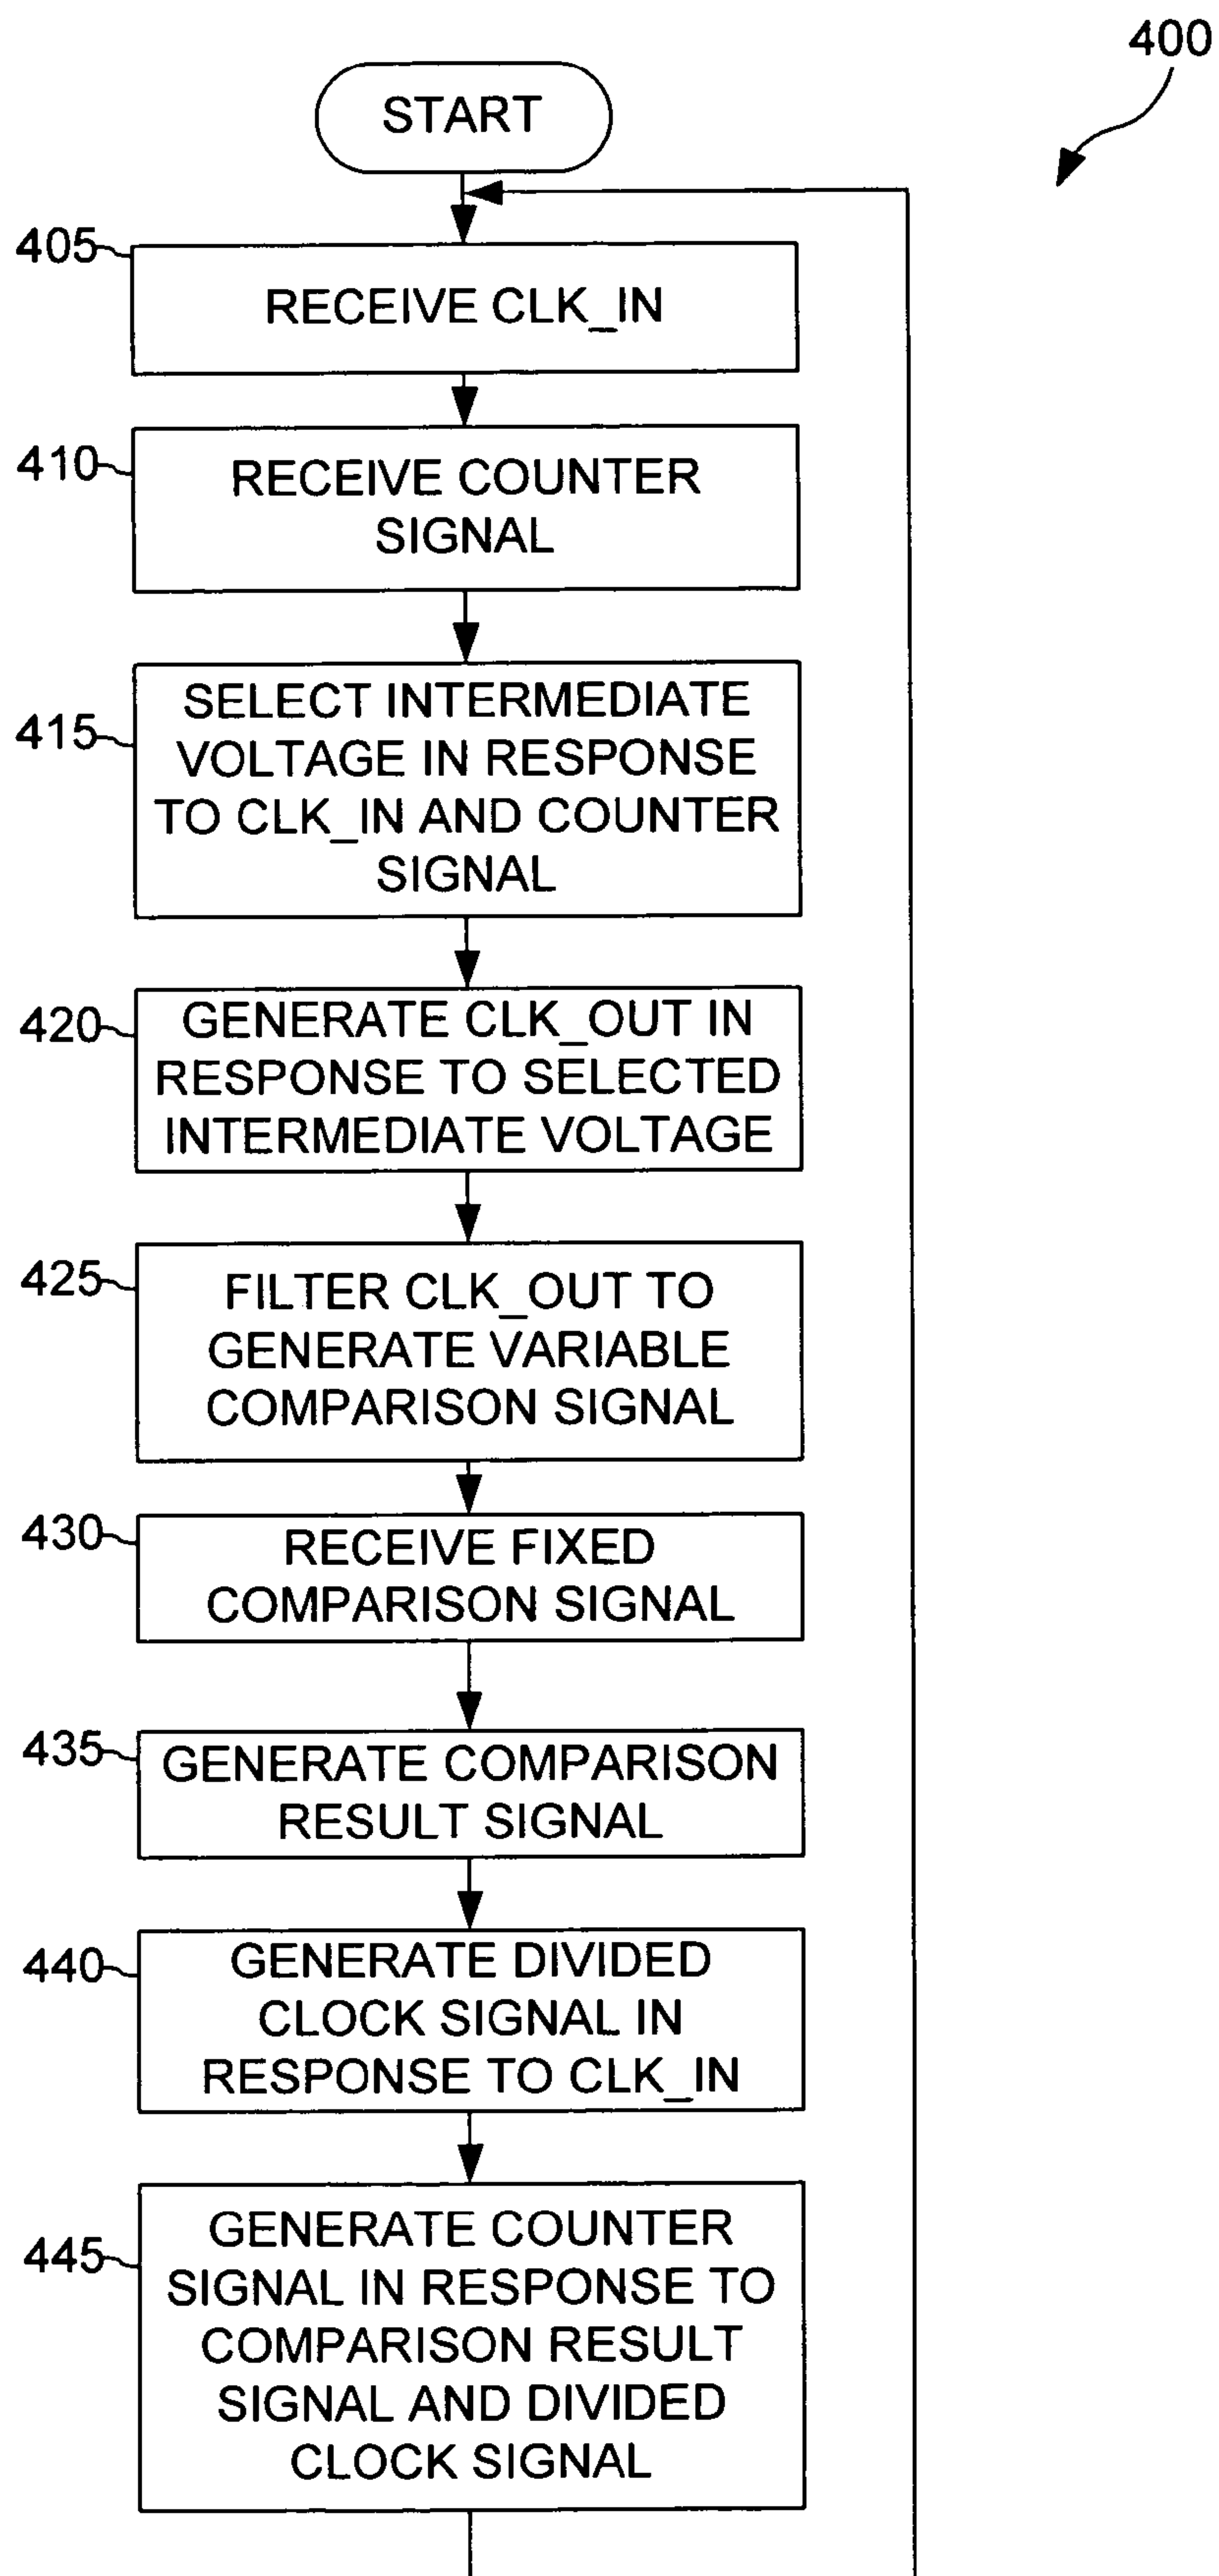 400
START
405
RECEIVE CLK_IN
410
RECEIVE COUNTER
SIGNAL
415
SELECT INTERMEDIATE
VOLTAGE IN RESPONSE
TO CLK_IN AND COUNTER
SIGNAL
420
GENERATE CLK_OUT IN
RESPONSE TO SELECTED
INTERMEDIATE VOLTAGE
425
FILTER CLK_OUT TO
GENERATE VARIABLE
COMPARISON SIGNAL
430
RECEIVE FIXED
COMPARISON SIGNAL
435
GENERATE COMPARISON
RESULT SIGNAL
440
GENERATE DIVIDED
CLOCK SIGNAL IN
RESPONSE TO CLK_IN
445
GENERATE COUNTER
SIGNAL IN RESPONSE TO
COMPARISON RESULT
SIGNAL AND DIVIDED
CLOCK SIGNAL